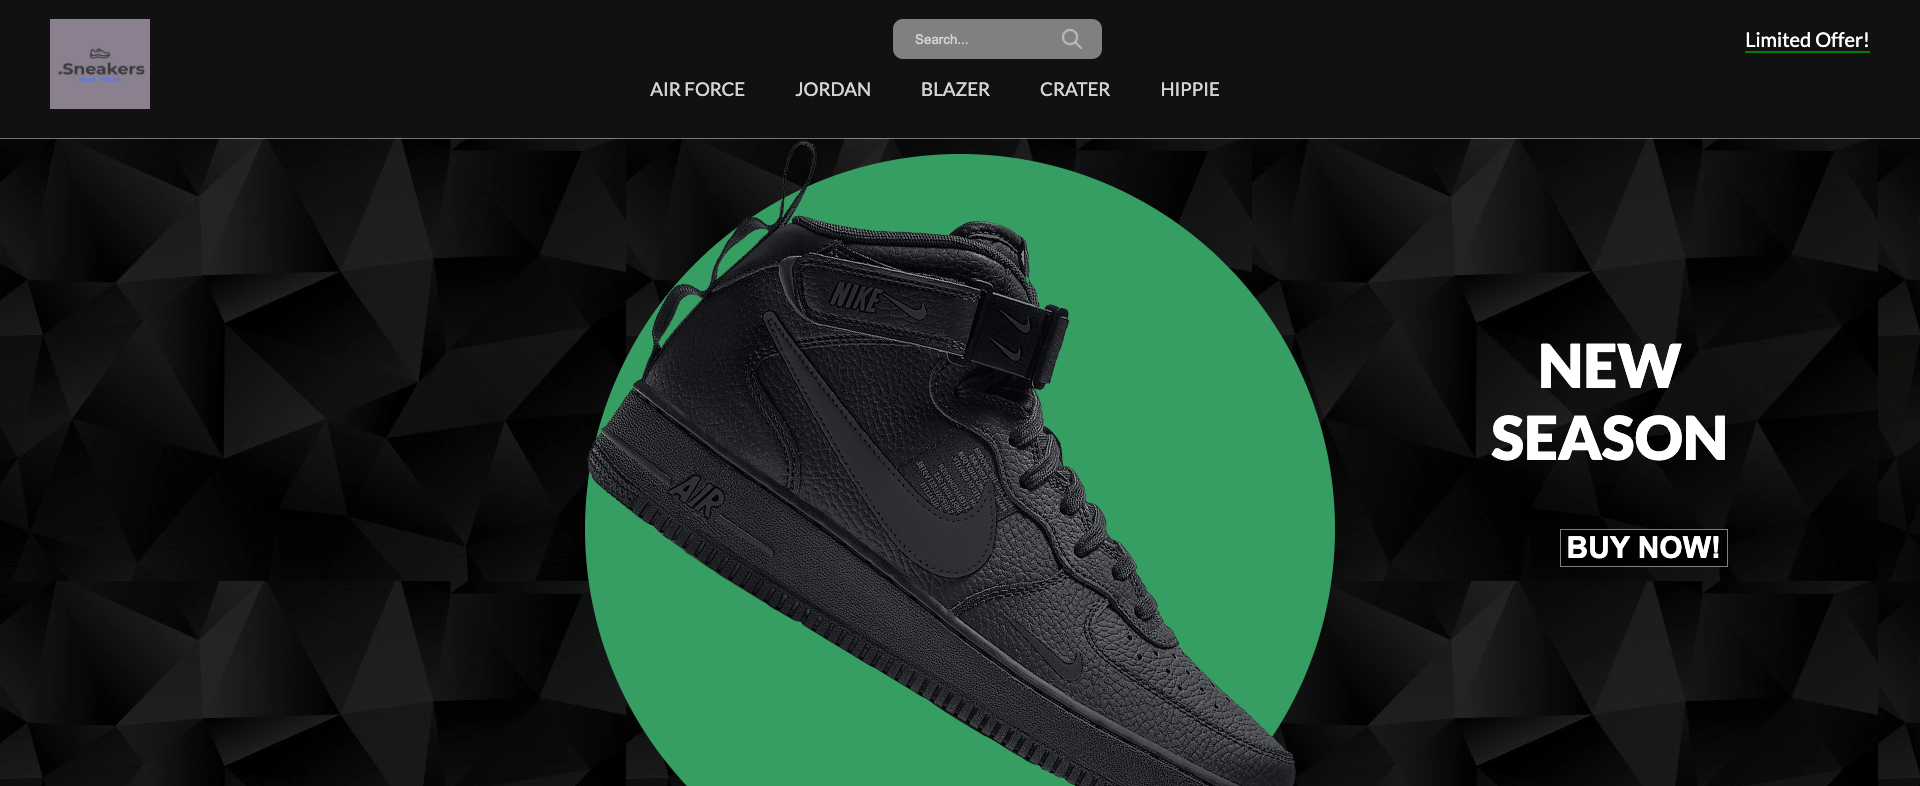 .Sneakers
Search...
Limited Offer!
AIR FORCE
JORDAN
BLAZER
CRATER
HIPPIE
NIKE
AIR
NEW
SEASON
BUY NOW!